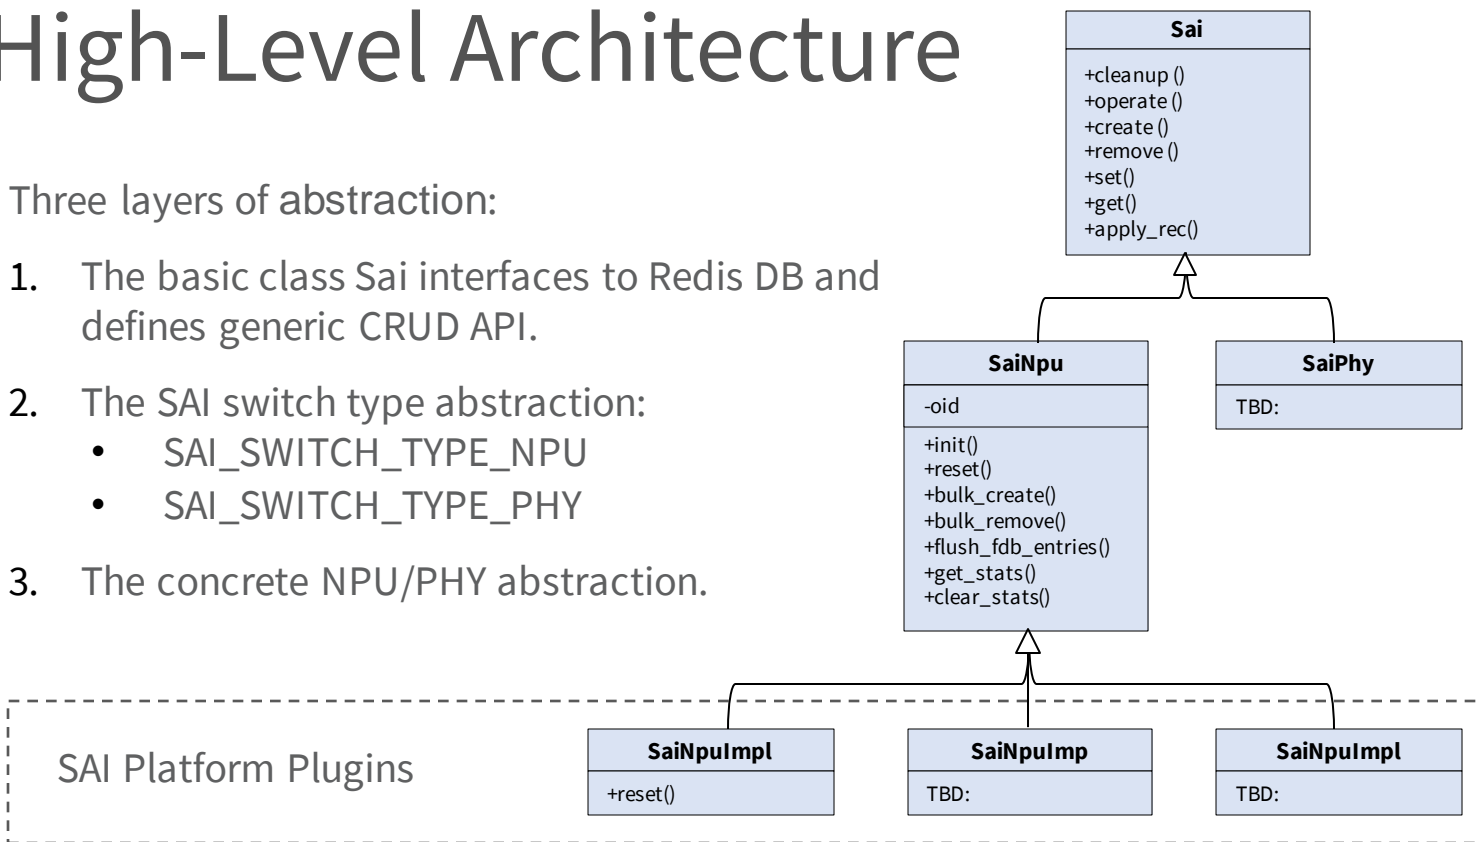 High-Level Architecture
Three layers of abstraction:
1. The basic class Sai interfaces to Redis DB and
defines generic CRUD API.
2. The SAI switch type abstraction:
• SAI_SWITCH_TYPE_NPU
• SAI_SWITCH_TYPE_PHY
3. The concrete NPU/PHY abstraction.
Sai
+cleanup ()
+operate ()
+create ()
+remove ()
+set()
+get()
+apply_rec()
SaiNpu
-oid
+init()
+reset()
+bulk_create()
+bulk_remove()
+flush_fdb_entries()
+get_stats()
+clear_stats()
SaiPhy
TBD:
SAI Platform Plugins
SaiNpuImpl
+reset()
SaiNpuImp
TBD:
SaiNpuImpl
TBD: